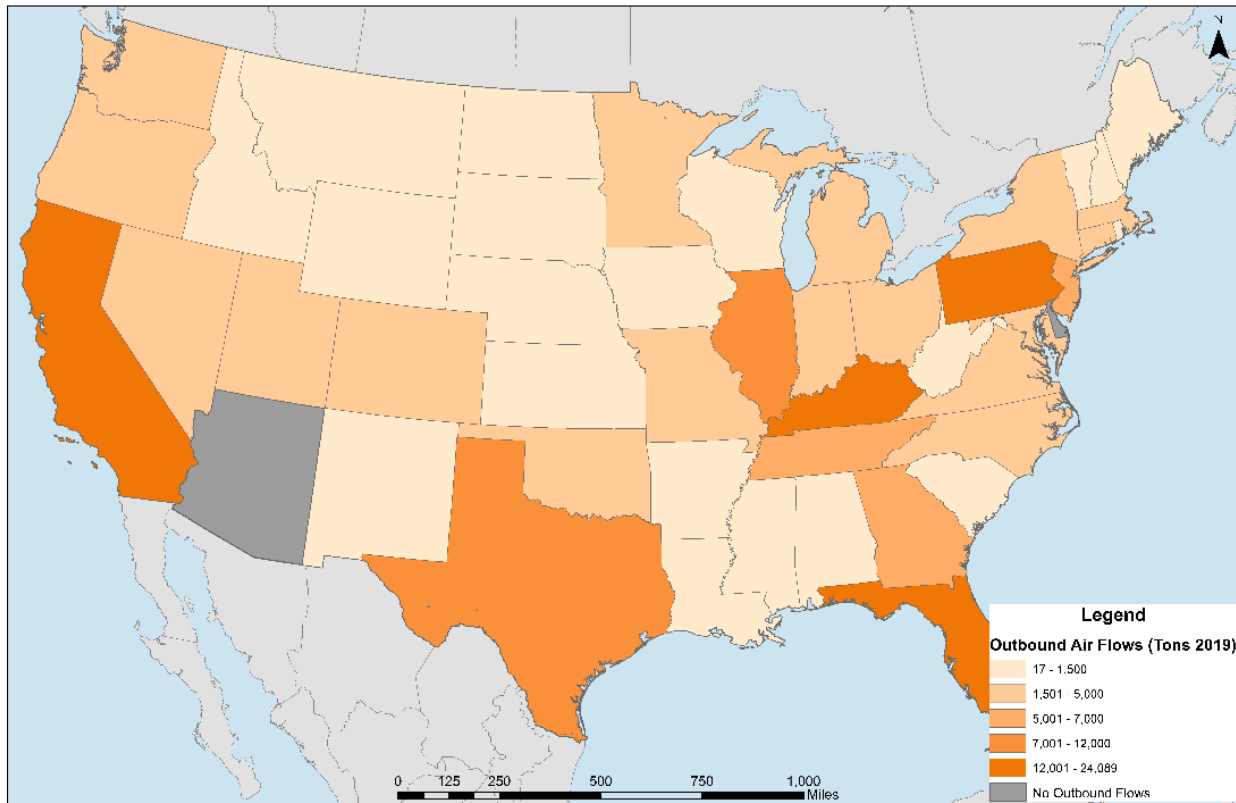 N
Legend
Outbound Air Flows (Tons 2019)
17 - 1,500
1,501 - 5,000
5,001 - 7,000
7,001 - 12,000
12,001 - 24,089
No Outbound Flows
0 125 250 500 750 1,000
Miles